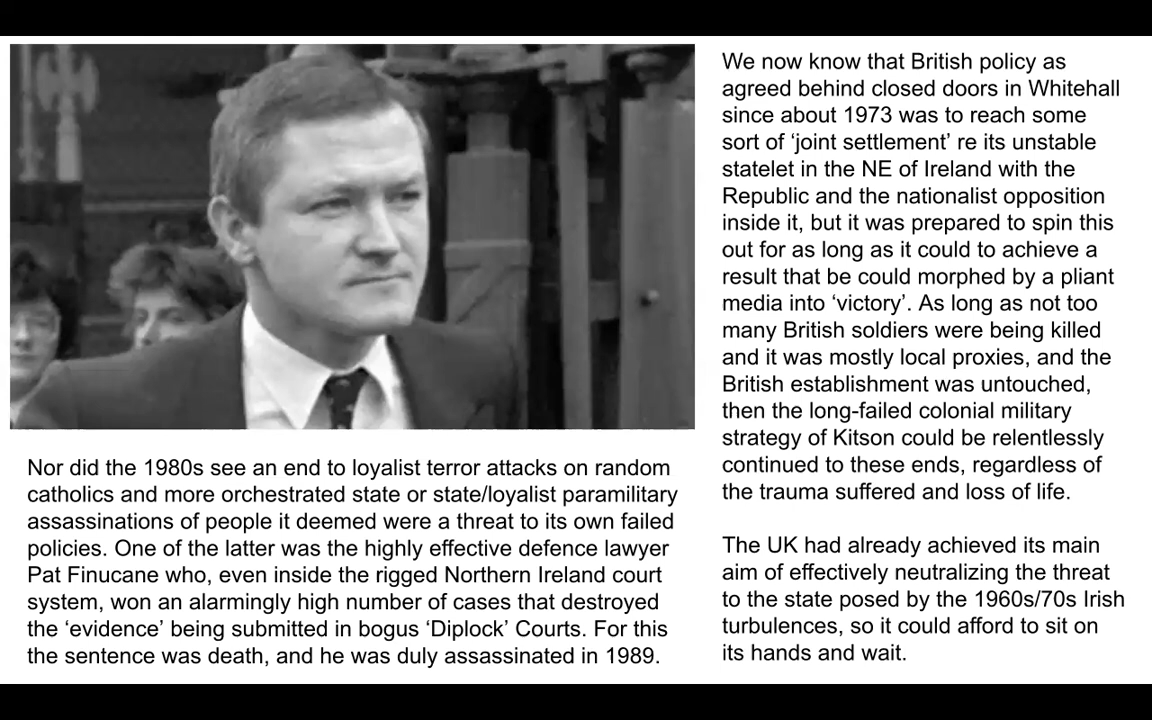 Nor did the 1980s see an end to loyalist terror attacks on random
catholics and more orchestrated state or state/loyalist paramilitary
assassinations of people it deemed were a threat to its own failed
policies. One of the latter was the highly effective defence lawyer
Pat Finucane who, even inside the rigged Northern Ireland court
system, won an alarmingly high number of cases that destroyed
the ‘evidence’ being submitted in bogus ‘Diplock’ Courts. For this
the sentence was death, and he was duly assassinated in 1989.
We now know that British policy as
agreed behind closed doors in Whitehall
since about 1973 was to reach some
sort of ‘joint settlement’ re its unstable
statelet in the NE of Ireland with the
Republic and the nationalist opposition
inside it, but it was prepared to spin this
out for as long as it could to achieve a
result that be could morphed by a pliant
media into ‘victory’. As long as not too
many British soldiers were being killed
and it was mostly local proxies, and the
British establishment was untouched,
then the long-failed colonial military
strategy of Kitson could be relentlessly
continued to these ends, regardless of
the trauma suffered and loss of life.
The UK had already achieved its main
aim of effectively neutralizing the threat
to the state posed by the 1960s/70s Irish
turbulences, so it could afford to sit on
its hands and wait.